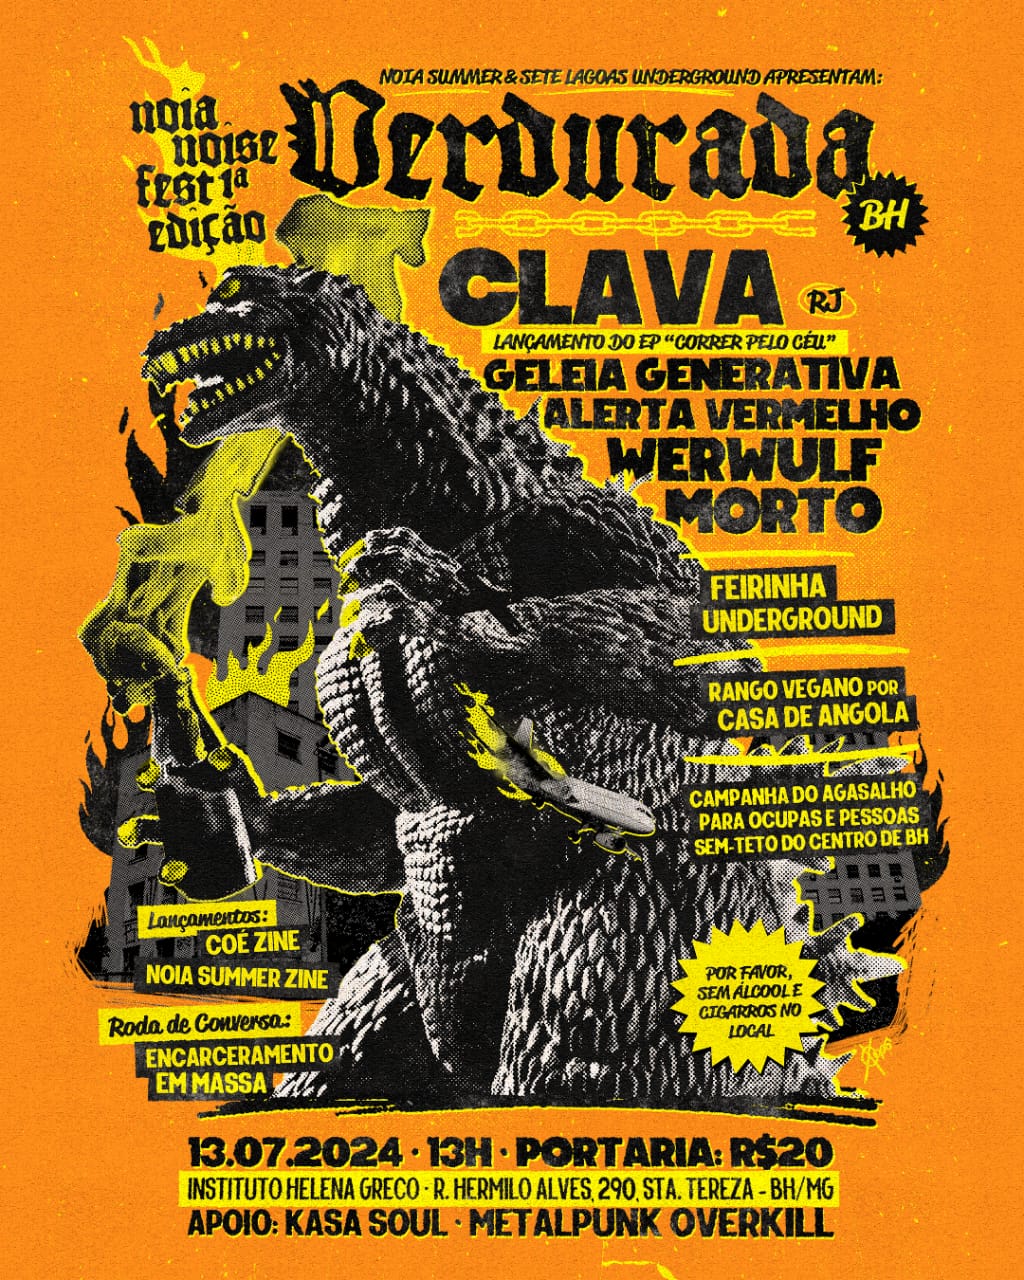 NOIA SUMMER & SETE LAGOAS UNDERGROUND APRESENTAM:
noia
noise
fest 1ª
edição
Verdurada
BH
CLAVA
RJ
LANÇAMENTO DO EP “CORRER PELO CÉU”
GELEIA GENERATIVA
ALERTA VERMELHO
WERWULF
MORTO
FEIRINHA
UNDERGROUND
RANGO VEGANO POR
CASA DE ANGOLA
CAMPANHA DO AGASALHO
PARA OCUPAS E PESSOAS
SEM-TETO DO CENTRO DE BH
Lançamentos:
COÉ ZINE
NOIA SUMMER ZINE
Roda de Conversa:
ENCARCERAMENTO
EM MASSA
POR FAVOR,
SEM ÁLCOOL E
CIGARROS NO
LOCAL
13.07.2024 · 13H · PORTARIA: R$20
INSTITUTO HELENA GRECO · R. HERMILO ALVES, 290, STA. TEREZA - BH/MG
APOIO: KASA SOUL · METALPUNK OVERKILL